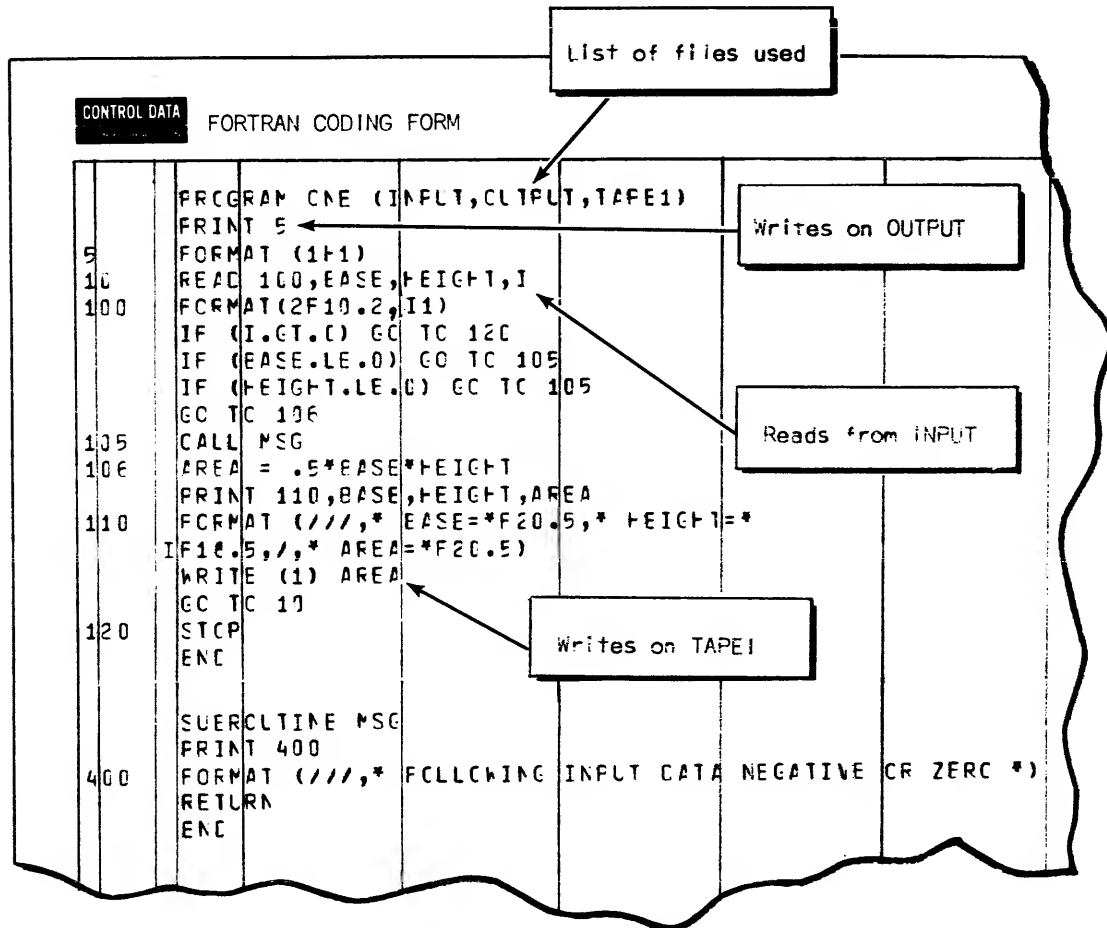 List of files used
CONTROL DATA
FORTRAN CODING FORM
PROGRAM ONE (INPUT,OUTPUT,TAPE1)
PRINT 5
Writes on OUTPUT
5 FORMAT (1H1)
10 READ 100,BASE,HEIGHT,I
100 FORMAT(2F10.2,I1)
IF (I.GT.0) GO TO 120
IF (BASE.LE.0) GO TO 105
IF (HEIGHT.LE.0) GO TO 105
GO TO 106
Reads from INPUT
105 CALL MSG
106 AREA = .5*BASE*HEIGHT
PRINT 110,BASE,HEIGHT,AREA
110 FORMAT (///,* BASE=*F20.5,* HEIGHT=*
IF18.5,/,* AREA=*F20.5)
WRITE (1) AREA
GO TO 10
120 STOP
Writes on TAPE1
END
SUBROUTINE MSG
PRINT 400
400 FORMAT (///,* FOLLOWING INPUT DATA NEGATIVE OR ZERO *)
RETURN
END